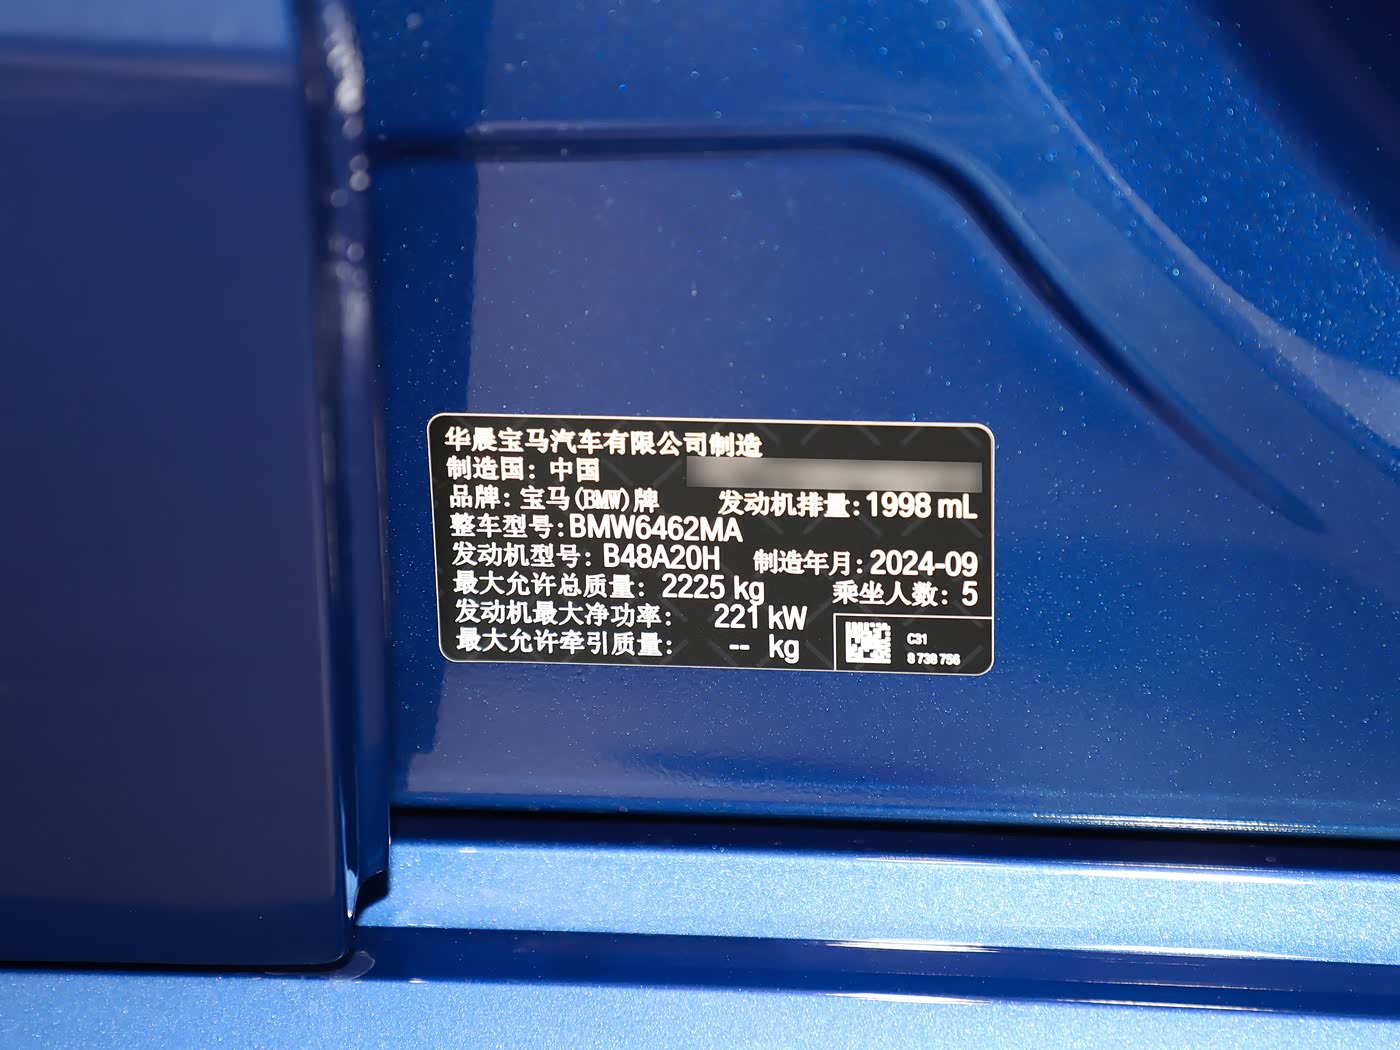 华晨宝马汽车有限公司制造
制造国：中国
品牌：宝马(BMW)牌 发动机排量：1998 mL
整车型号：BMW6462MA
发动机型号：B48A20H 制造年月：2024-09
最大允许总质量：2225 kg 乘坐人数：5
发动机最大净功率：221 kW
最大允许牵引质量：-- kg
C31
8 738 756